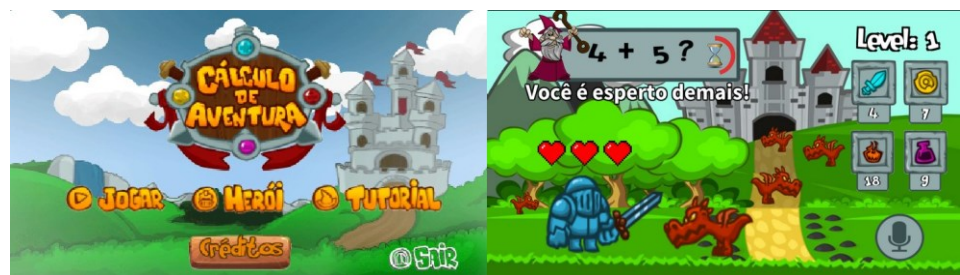 CÁLCULO
DE
AVENTURA
JOGAR
HERÓI
TUTORIAL
Créditos
SAIR
4 + 5 ?
Você é esperto demais!
Level: 1
4
7
18
9